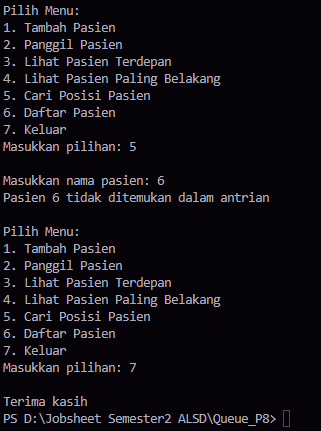 Pilih Menu:
1. Tambah Pasien
2. Panggil Pasien
3. Lihat Pasien Terdepan
4. Lihat Pasien Paling Belakang
5. Cari Posisi Pasien
6. Daftar Pasien
7. Keluar
Masukkan pilihan: 5
Masukkan nama pasien: 6
Pasien 6 tidak ditemukan dalam antrian
Pilih Menu:
1. Tambah Pasien
2. Panggil Pasien
3. Lihat Pasien Terdepan
4. Lihat Pasien Paling Belakang
5. Cari Posisi Pasien
6. Daftar Pasien
7. Keluar
Masukkan pilihan: 7
Terima kasih
PS D:\Jobsheet Semester2 ALSD\Queue_P8>